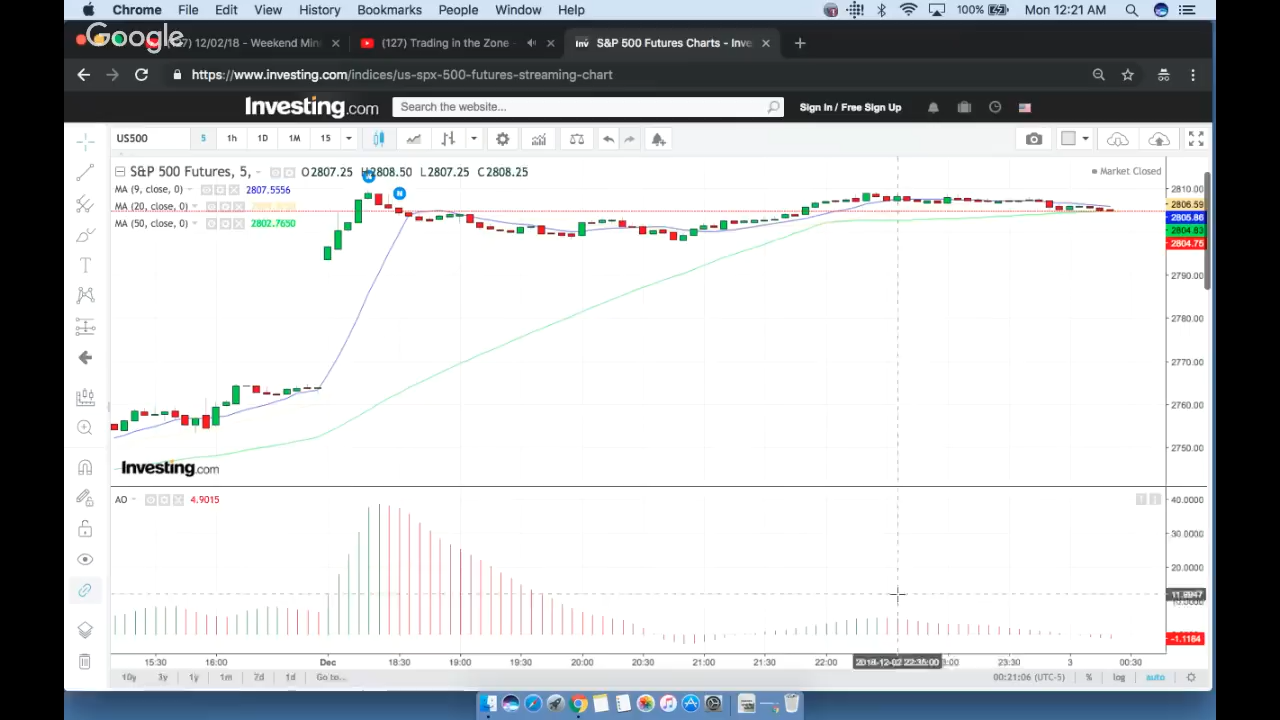 Chrome File Edit View History Bookmarks People Window Help 100% Mon 12:21 AM
Google
(127) 12/02/18 - Weekend Min (127) Trading in the Zone - S&P 500 Futures Charts - Inve
https://www.investing.com/indices/us-spx-500-futures-streaming-chart
Investing.com Search the website... Sign In / Free Sign Up
US500 5 1h 1D 1M 15
S&P 500 Futures, 5, O2807.25 H2808.50 L2807.25 C2808.25 Market Closed
MA (9, close, 0) 2807.5556
MA (20, close, 0)
MA (50, close, 0) 2802.7650
2810.00
2806.59
2805.86
2804.83
2804.75
2790.00
2780.00
2770.00
2760.00
2750.00
Investing.com
AO 4.9015
40.0000
30.0000
20.0000
-1.1184
15:30 16:00 Dec 18:30 19:00 19:30 20:00 20:30 21:00 21:30 22:00 23:30 3 00:30
10y 3y 1y 1m 7d 1d Go to... 00:21:06 (UTC-5) % log auto